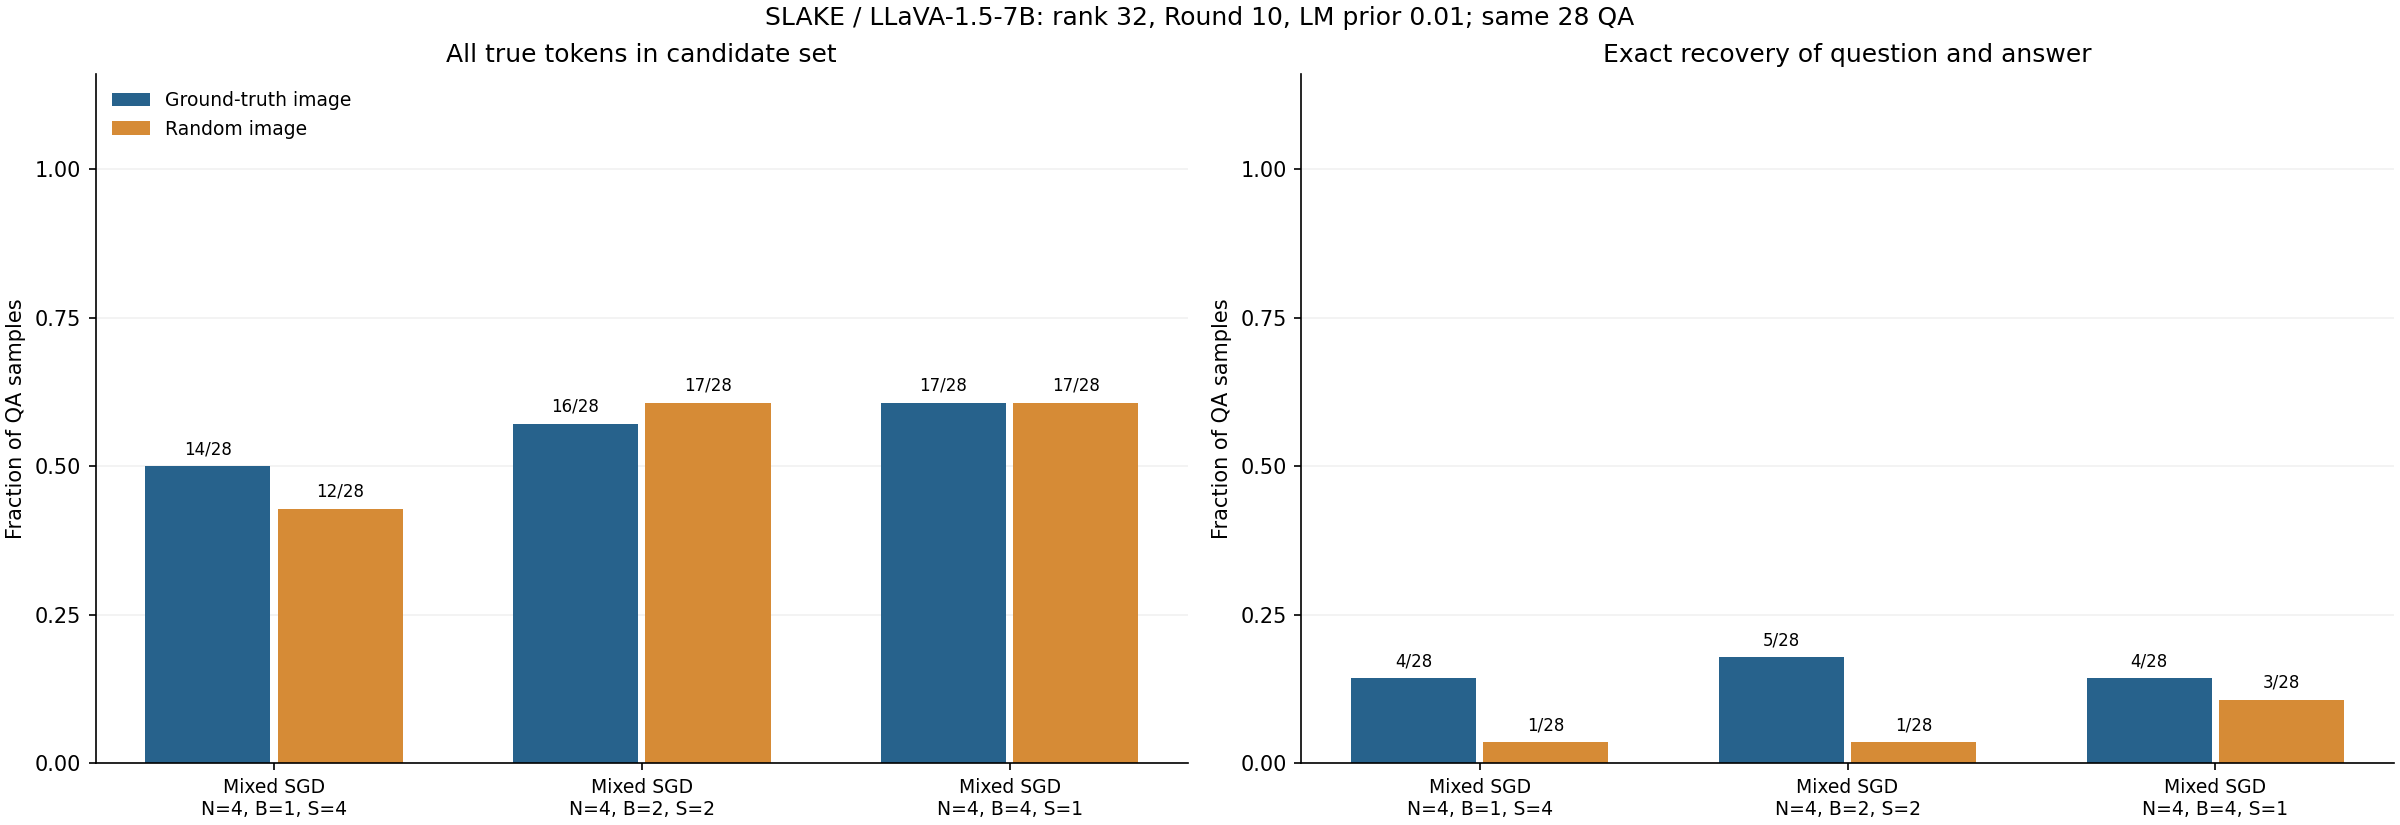 SLAKE / LLaVA-1.5-7B: rank 32, Round 10, LM prior 0.01; same 28 QA
All true tokens in candidate set
Ground-truth image
Random image
Fraction of QA samples
1.00
0.75
0.50
0.25
0.00
14/28
12/28
16/28
17/28
17/28
17/28
Mixed SGD
N=4, B=1, S=4
Mixed SGD
N=4, B=2, S=2
Mixed SGD
N=4, B=4, S=1
Exact recovery of question and answer
Fraction of QA samples
1.00
0.75
0.50
0.25
0.00
4/28
1/28
5/28
1/28
4/28
3/28
Mixed SGD
N=4, B=1, S=4
Mixed SGD
N=4, B=2, S=2
Mixed SGD
N=4, B=4, S=1